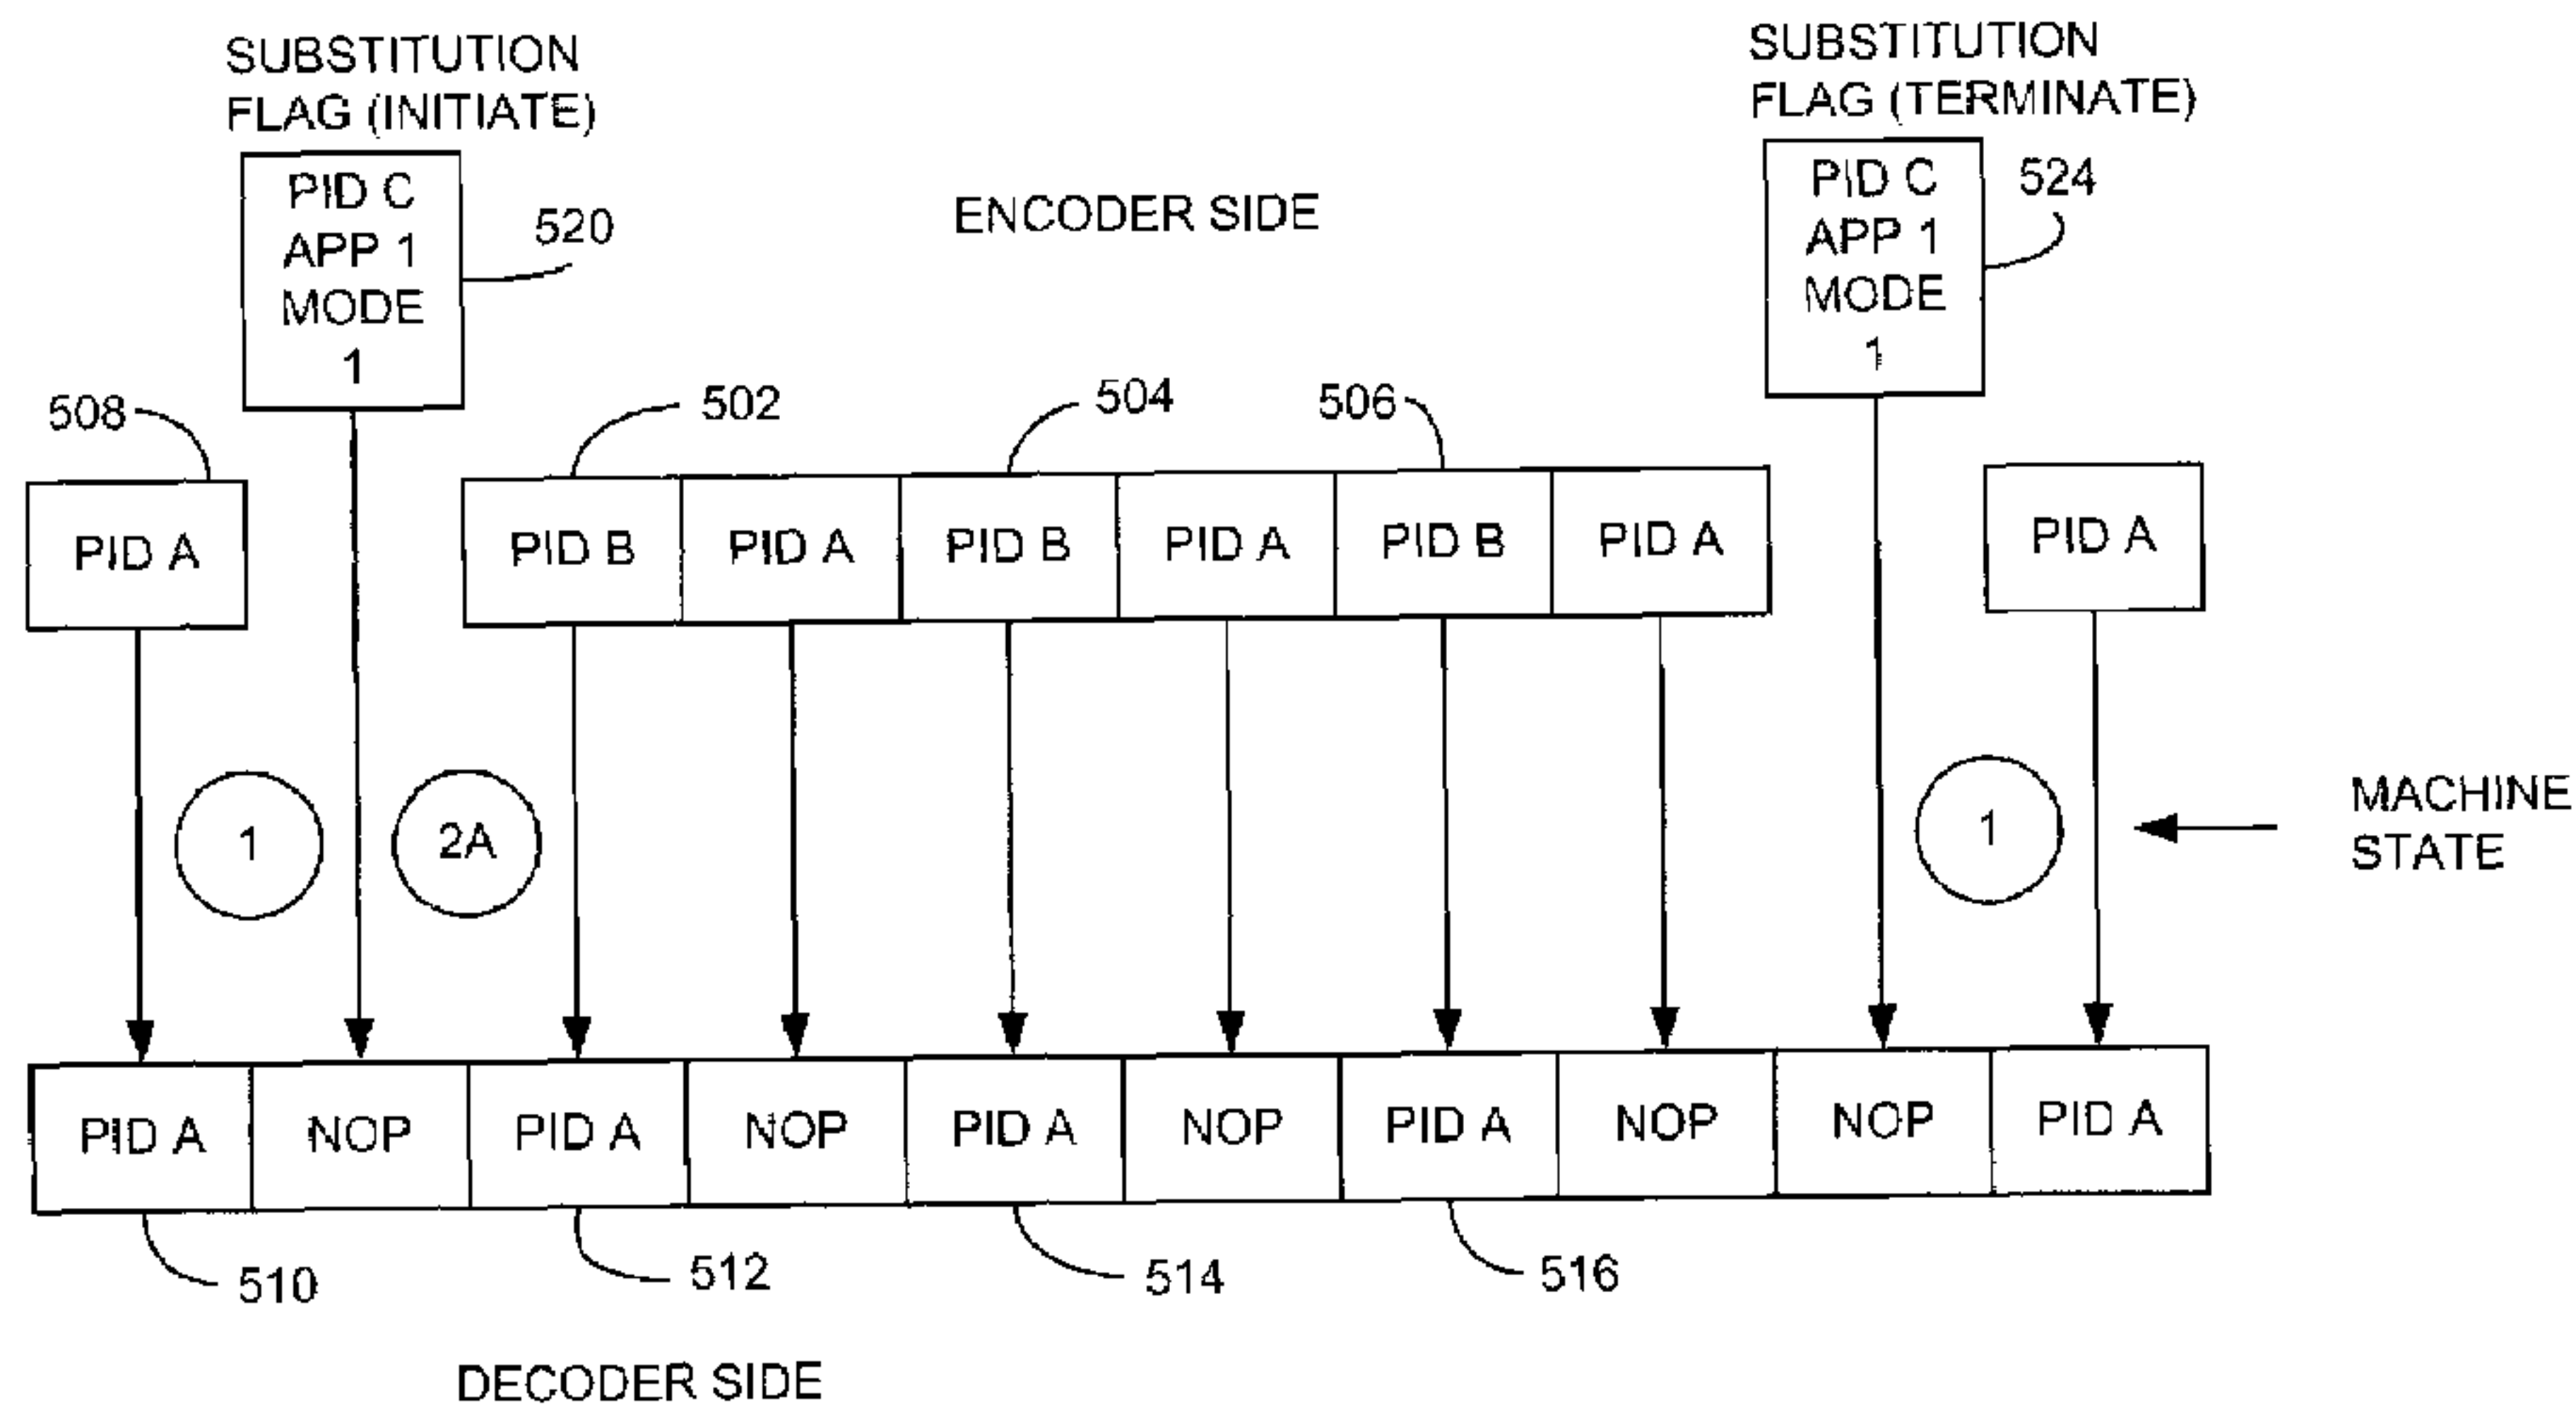 SUBSTITUTION
FLAG (INITIATE)
SUBSTITUTION
FLAG (TERMINATE)
PID C
APP 1
MODE
1
520
ENCODER SIDE
PID C
APP 1
MODE
1
524
508
502
504
506
PID A
PID B
PID A
PID B
PID A
PID B
PID A
PID A
1
2A
1
MACHINE
STATE
PID A
NOP
PID A
NOP
PID A
NOP
PID A
NOP
NOP
PID A
510
512
514
516
DECODER SIDE